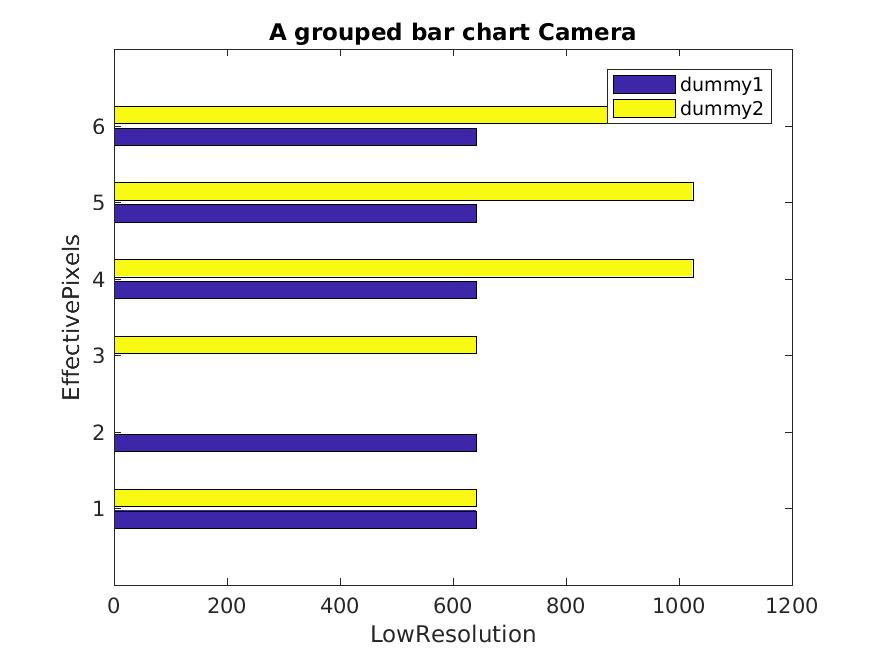 A grouped bar chart Camera
dummy1
dummy2
6
5
4
3
2
1
EffectivePixels
0 200 400 600 800 1000 1200
LowResolution